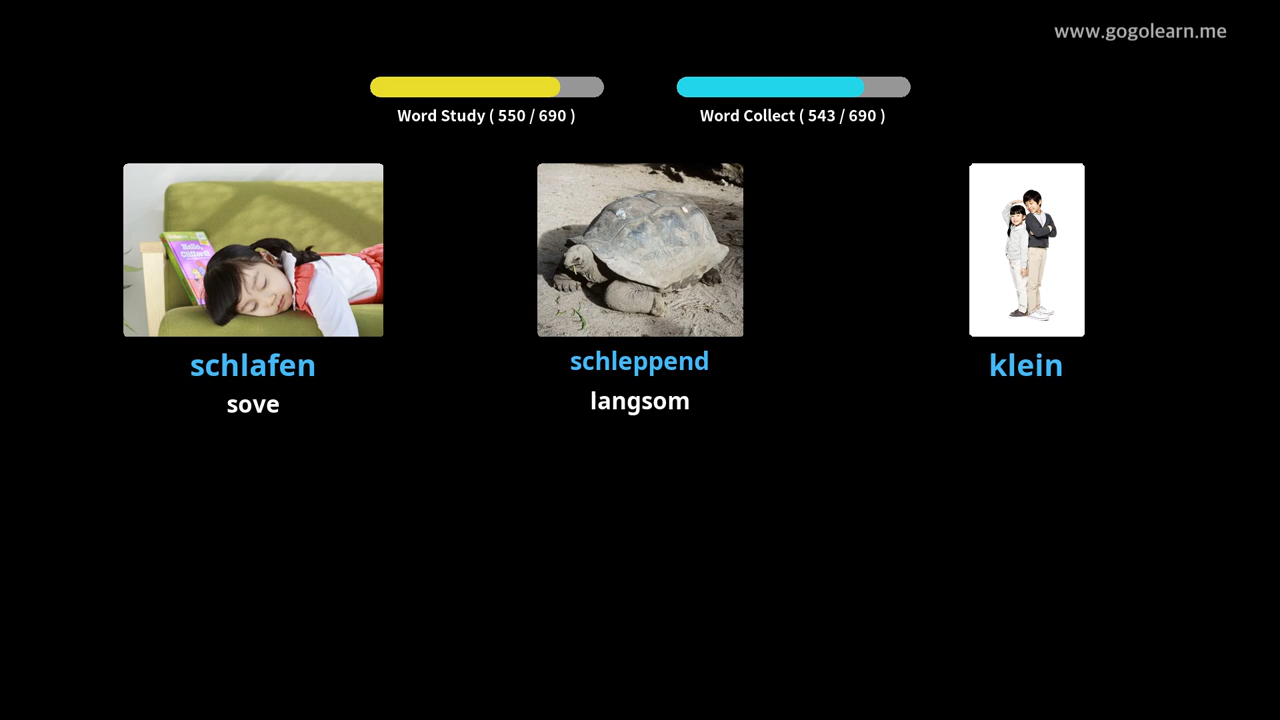 www.gogolearn.me
Word Study ( 550 / 690 )
Word Collect ( 543 / 690 )
schlafen
sove
schleppend
langsom
klein